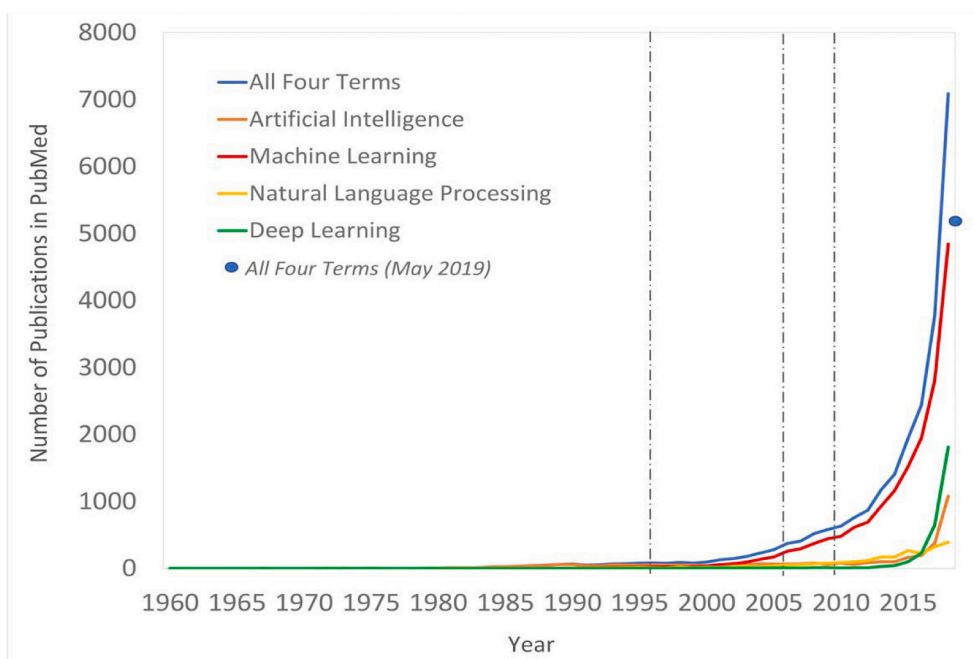 8000
7000
6000
5000
4000
3000
2000
1000
0
Number of Publications in PubMed
All Four Terms
Artificial Intelligence
Machine Learning
Natural Language Processing
Deep Learning
All Four Terms (May 2019)
1960 1965 1970 1975 1980 1985 1990 1995 2000 2005 2010 2015
Year